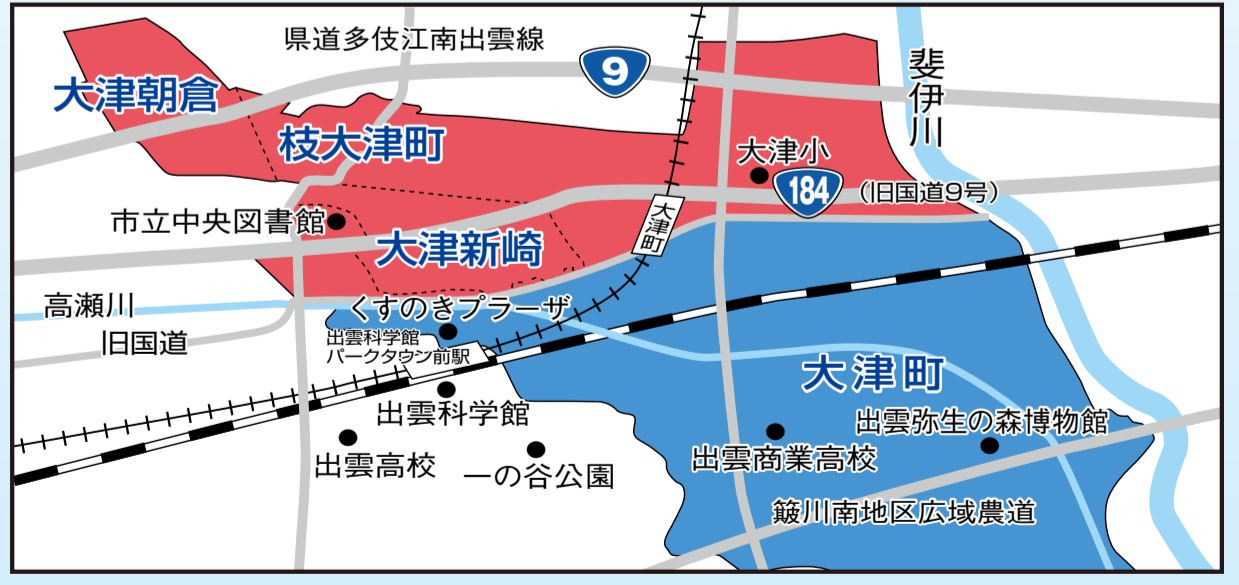 県道多伎江南出雲線
9
斐伊川
大津朝倉
枝大津町
大津小
184
(旧国道9号)
市立中央図書館
大津町
大津新崎
高瀬川
くすのきプラーザ
旧国道
出雲科学館
パークタウン前駅
大津町
出雲科学館
出雲弥生の森博物館
出雲高校
一の谷公園
出雲商業高校
簸川南地区広域農道